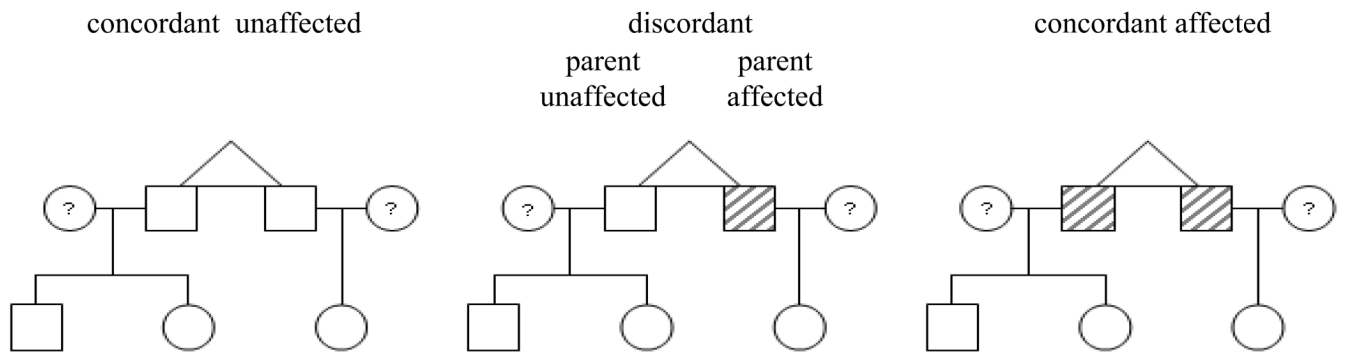 concordant unaffected
discordant
concordant affected
parent
unaffected
parent
affected
? ? ? ? ? ?